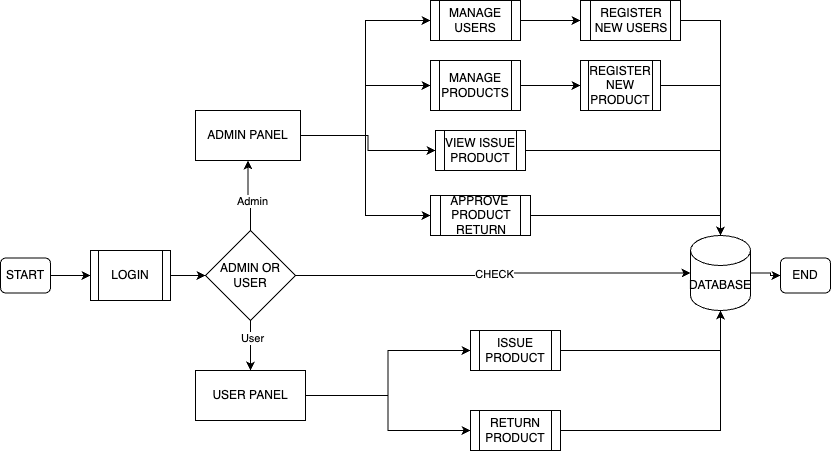 MANAGE
USERS
REGISTER
NEW USERS
MANAGE
PRODUCTS
REGISTER
NEW
PRODUCT
ADMIN PANEL
VIEW ISSUE
PRODUCT
Admin
APPROVE
PRODUCT
RETURN
START
LOGIN
ADMIN OR
USER
CHECK
DATABASE
END
User
ISSUE
PRODUCT
USER PANEL
RETURN
PRODUCT